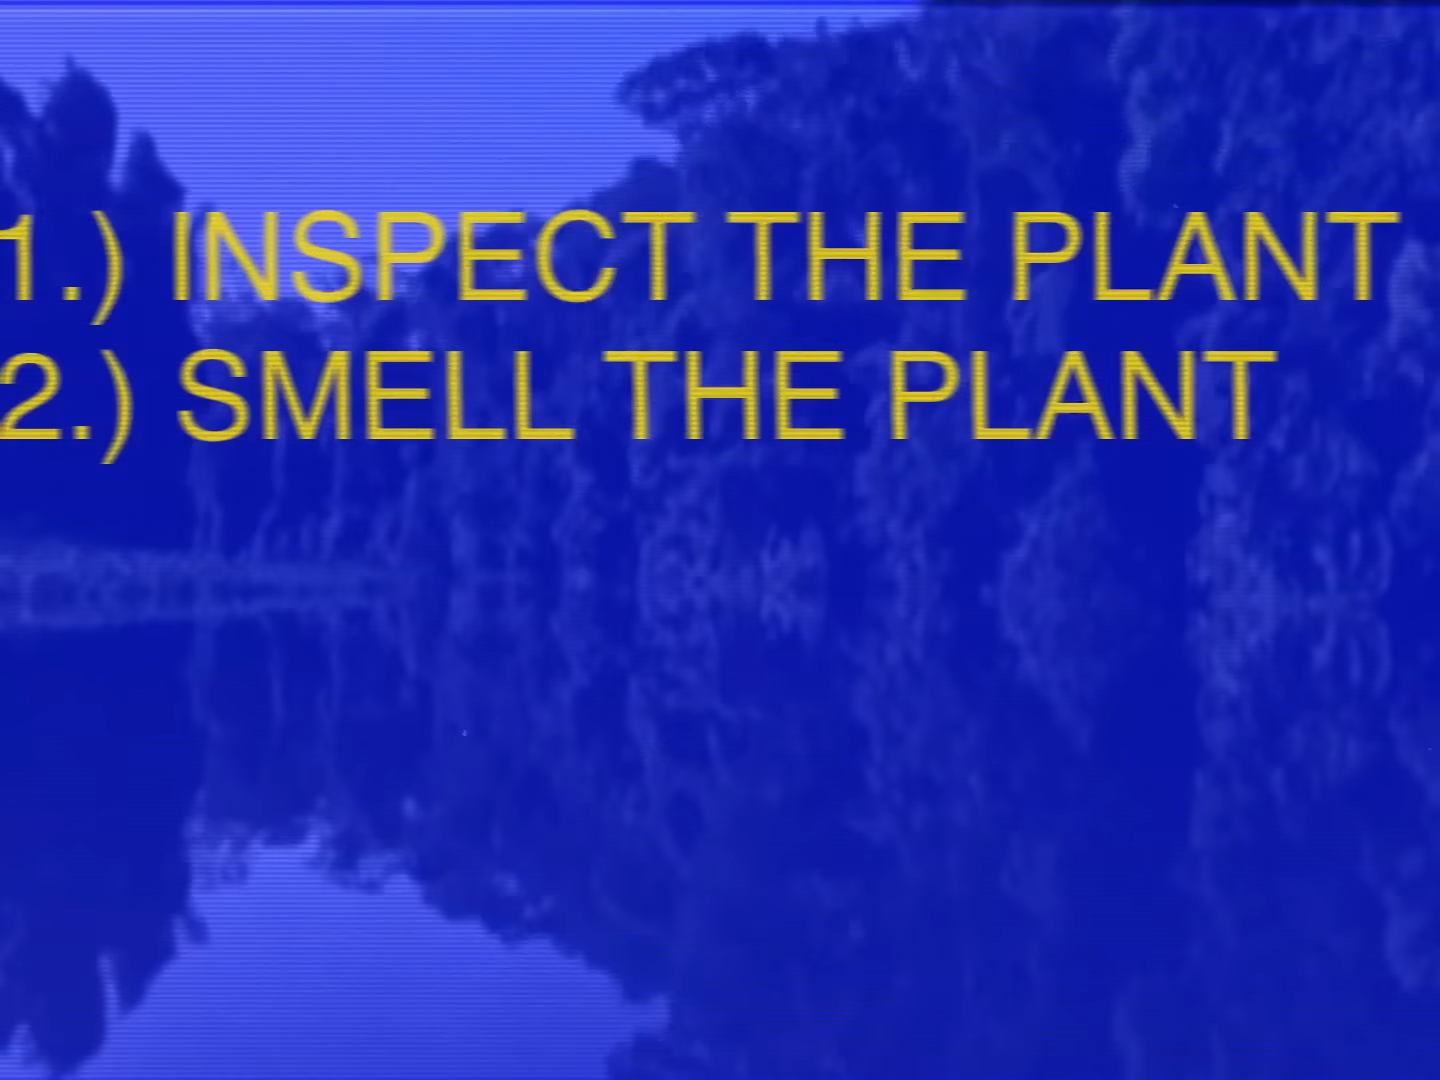 1.) INSPECT THE PLANT
2.) SMELL THE PLANT